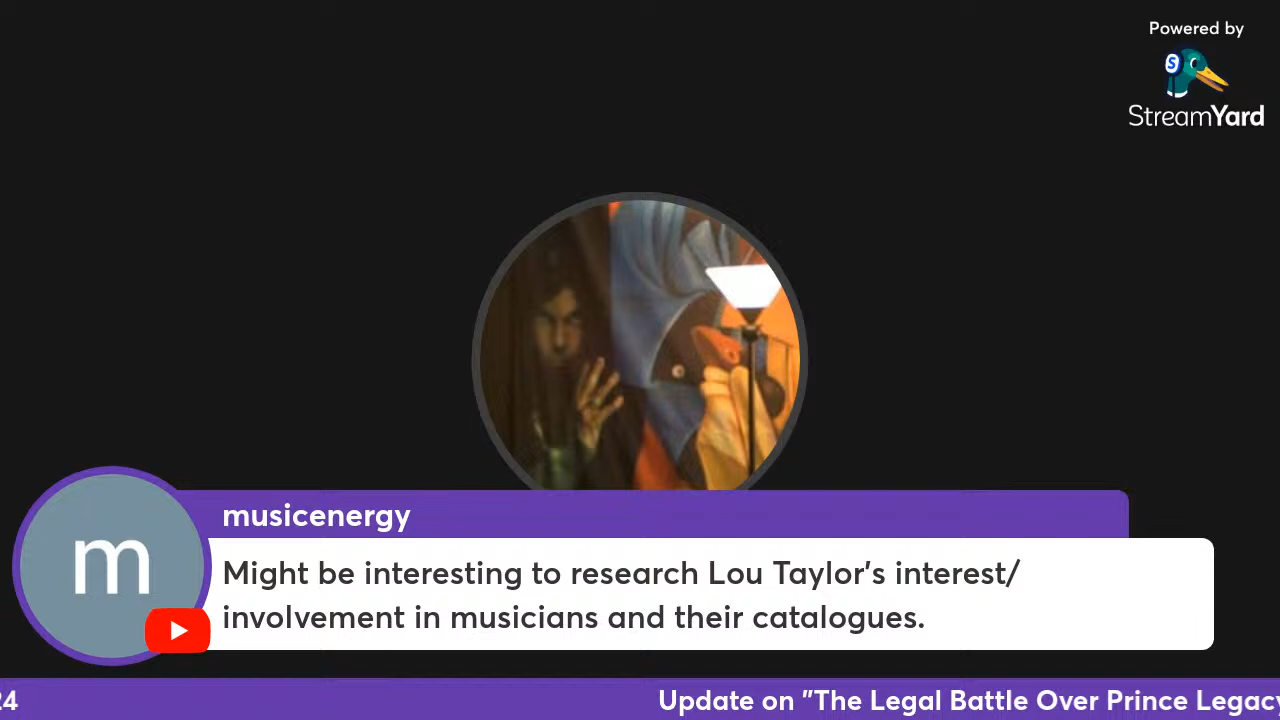 Powered by
S
StreamYard
musicenergy
m
Might be interesting to research Lou Taylor's interest/
involvement in musicians and their catalogues.
24
Update on "The Legal Battle Over Prince Legacy